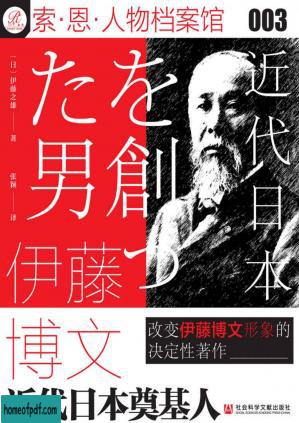 索·恩·人物档案馆
003
近代日本
を創った男
〔日〕伊藤之雄 著
张颖 译
伊藤
博文
改变伊藤博文形象的
决定性著作
近代日本奠基人
社会科学文献出版社
homeofpdf.com
homeofpdf.com